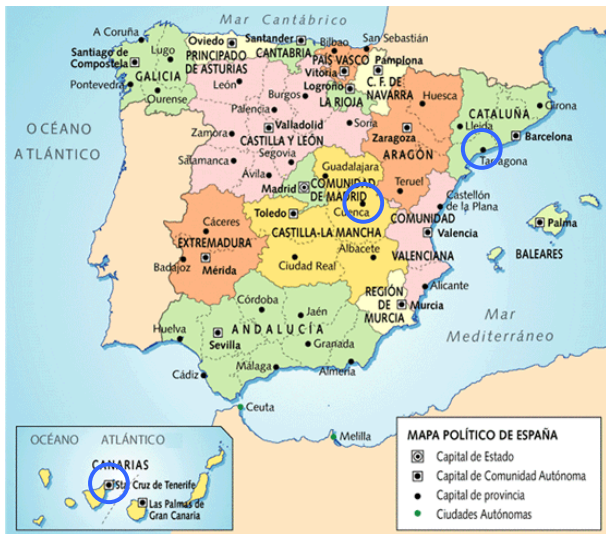 Mar Cantábrico
A Coruña
Lugo
Santiago de
Compostela
GALICIA
Pontevedra
Ourense
Oviedo
PRINCIPADO
DE ASTURIAS
Santander
CANTABRIA
Bilbao
San Sebastián
PAÍS VASCO
Vitoria
Pamplona
C. F. DE
NAVARRA
Logroño
LA RIOJA
León
Burgos
Palencia
Zamora
Valladolid
CASTILLA Y LEÓN
Soria
Salamanca
Segovia
Ávila
Huesca
Zaragoza
ARAGÓN
Teruel
CATALUÑA
Girona
Lleida
Barcelona
Tarragona
OCÉANO
ATLÁNTICO
Guadalajara
Madrid
COMUNIDAD
DE MADRID
Toledo
Cuenca
CASTILLA-LA MANCHA
Ciudad Real
Albacete
Castellón
de la Plana
COMUNIDAD
Valencia
VALENCIANA
Alicante
Palma
BALEARES
Cáceres
EXTREMADURA
Badajoz
Mérida
REGIÓN
DE
MURCIA
Murcia
Mar
Mediterráneo
Córdoba
Jaén
ANDALUCÍA
Huelva
Sevilla
Granada
Cádiz
Málaga
Almería
Ceuta
Melilla
OCÉANO ATLÁNTICO
CANARIAS
Sta. Cruz de Tenerife
Las Palmas de
Gran Canaria
MAPA POLÍTICO DE ESPAÑA
Capital de Estado
Capital de Comunidad Autónoma
Capital de provincia
Ciudades Autónomas